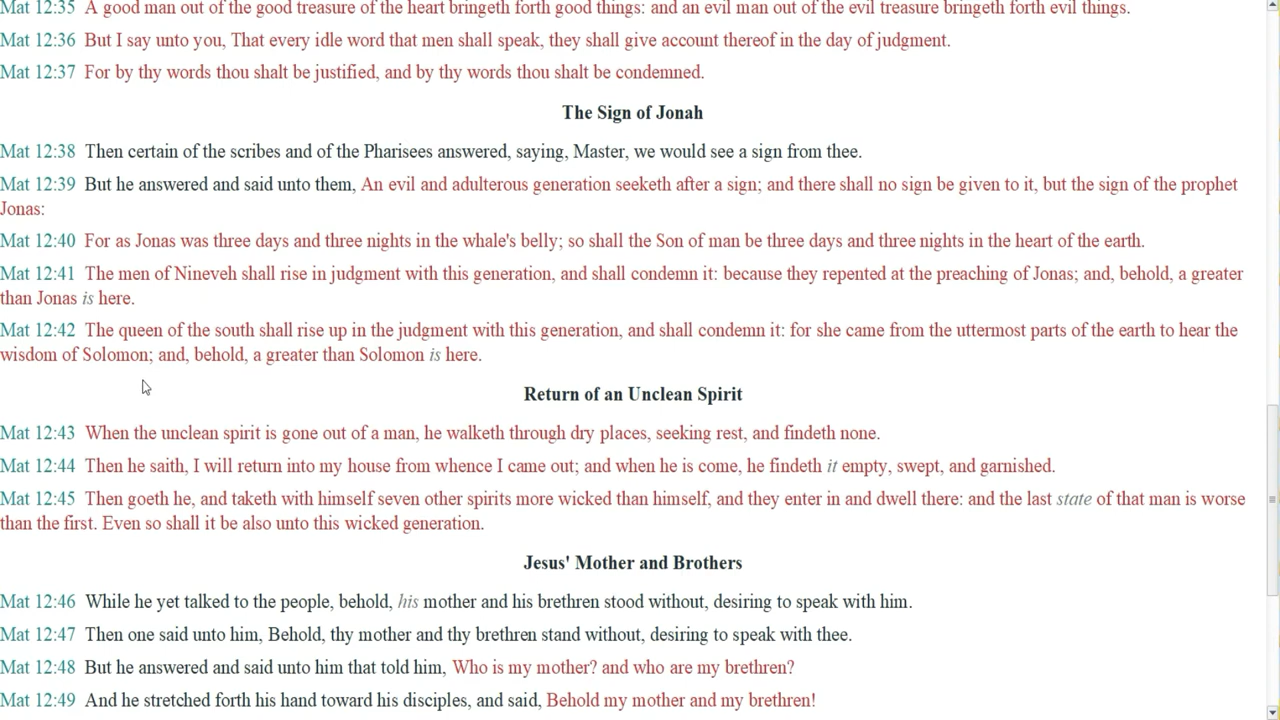 Mat 12:35 A good man out of the good treasure of the heart bringeth forth good things: and an evil man out of the evil treasure bringeth forth evil things.
Mat 12:36 But I say unto you, That every idle word that men shall speak, they shall give account thereof in the day of judgment.
Mat 12:37 For by thy words thou shalt be justified, and by thy words thou shalt be condemned.
The Sign of Jonah
Mat 12:38 Then certain of the scribes and of the Pharisees answered, saying, Master, we would see a sign from thee.
Mat 12:39 But he answered and said unto them, An evil and adulterous generation seeketh after a sign; and there shall no sign be given to it, but the sign of the prophet
Jonas:
Mat 12:40 For as Jonas was three days and three nights in the whale's belly; so shall the Son of man be three days and three nights in the heart of the earth.
Mat 12:41 The men of Nineveh shall rise in judgment with this generation, and shall condemn it: because they repented at the preaching of Jonas; and, behold, a greater
than Jonas is here.
Mat 12:42 The queen of the south shall rise up in the judgment with this generation, and shall condemn it: for she came from the uttermost parts of the earth to hear the
wisdom of Solomon; and, behold, a greater than Solomon is here.
Return of an Unclean Spirit
Mat 12:43 When the unclean spirit is gone out of a man, he walketh through dry places, seeking rest, and findeth none.
Mat 12:44 Then he saith, I will return into my house from whence I came out; and when he is come, he findeth it empty, swept, and garnished.
Mat 12:45 Then goeth he, and taketh with himself seven other spirits more wicked than himself, and they enter in and dwell there: and the last state of that man is worse
than the first. Even so shall it be also unto this wicked generation.
Jesus' Mother and Brothers
Mat 12:46 While he yet talked to the people, behold, his mother and his brethren stood without, desiring to speak with him.
Mat 12:47 Then one said unto him, Behold, thy mother and thy brethren stand without, desiring to speak with thee.
Mat 12:48 But he answered and said unto him that told him, Who is my mother? and who are my brethren?
Mat 12:49 And he stretched forth his hand toward his disciples, and said, Behold my mother and my brethren!